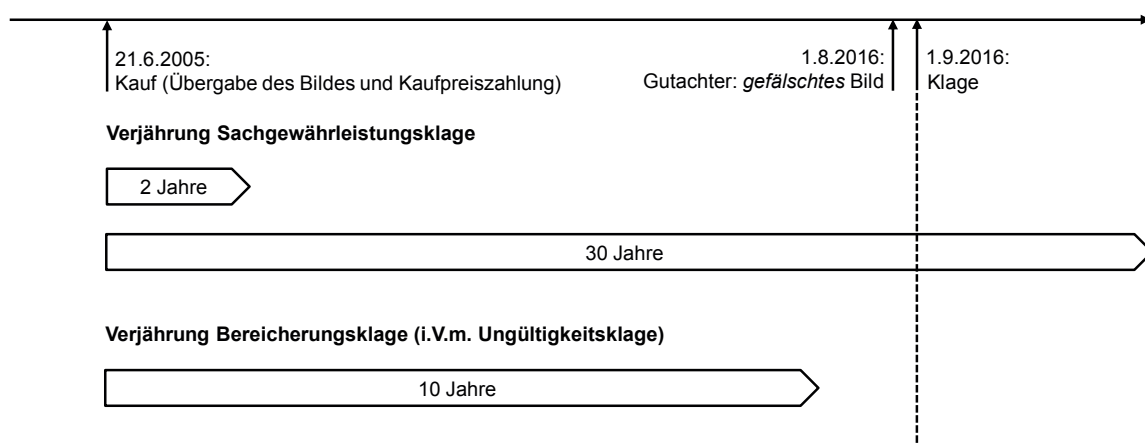 21.6.2005:
Kauf (Übergabe des Bildes und Kaufpreiszahlung)
1.8.2016:
Gutachter: gefälschtes Bild
1.9.2016:
Klage
Verjährung Sachgewährleistungsklage
2 Jahre
30 Jahre
Verjährung Bereicherungsklage (i.V.m. Ungültigkeitsklage)
10 Jahre